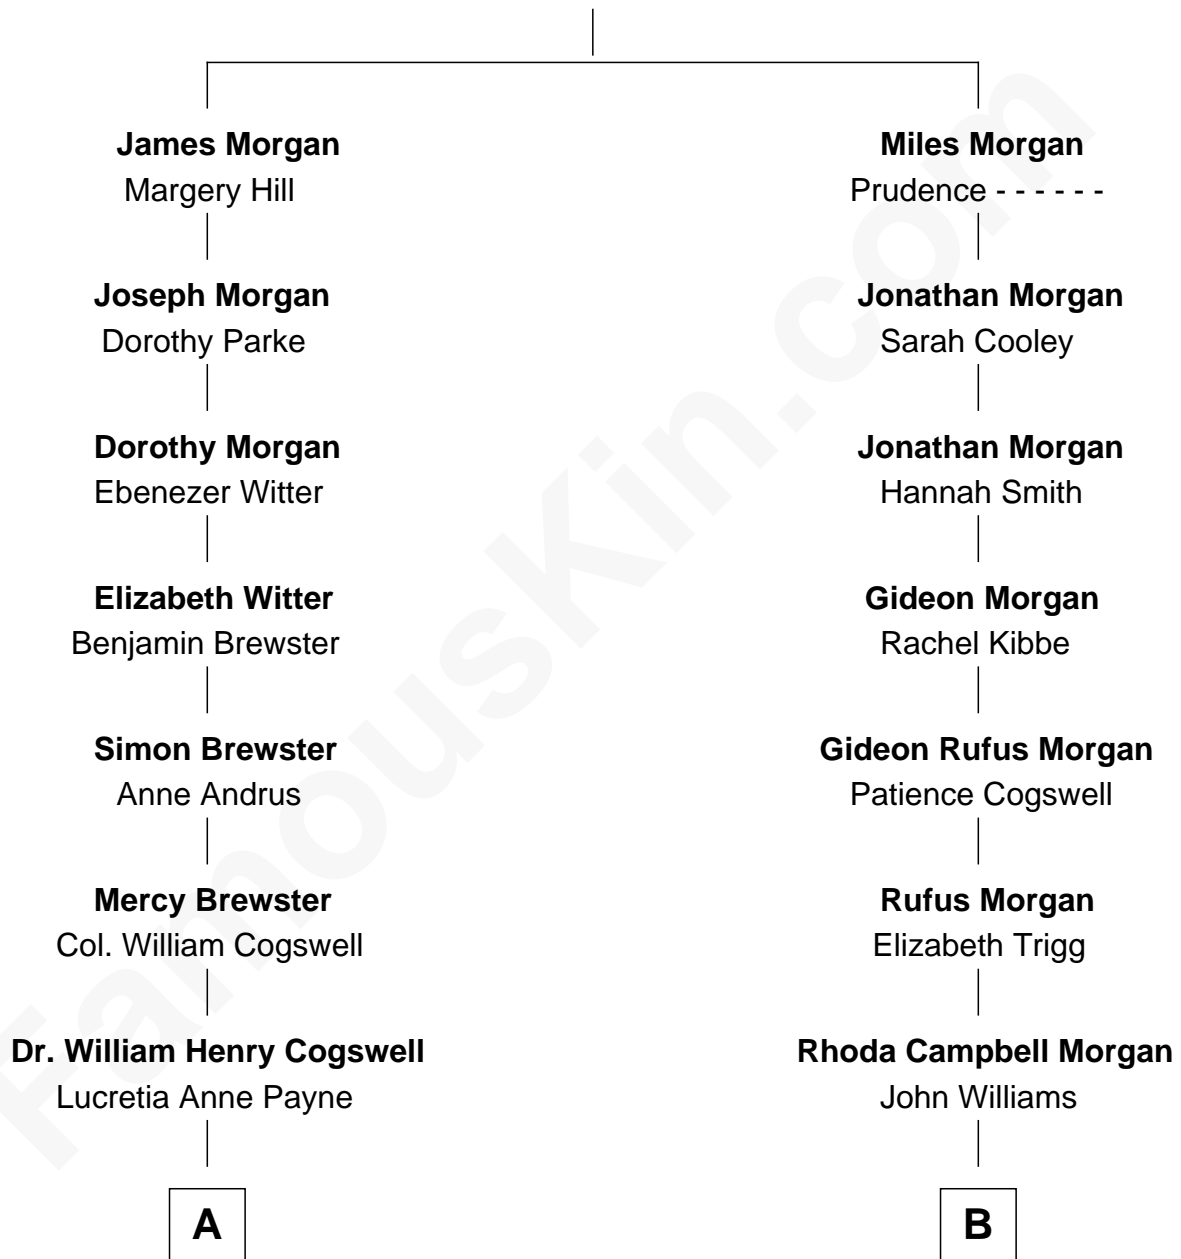 James Morgan
Margery Hill
Joseph Morgan
Dorothy Parke
Dorothy Morgan
Ebenezer Witter
Elizabeth Witter
Benjamin Brewster
Simon Brewster
Anne Andrus
Mercy Brewster
Col. William Cogswell
Dr. William Henry Cogswell
Lucretia Anne Payne
A
Miles Morgan
Prudence - - - - - -
Jonathan Morgan
Sarah Cooley
Jonathan Morgan
Hannah Smith
Gideon Morgan
Rachel Kibbe
Gideon Rufus Morgan
Patience Cogswell
Rufus Morgan
Elizabeth Trigg
Rhoda Campbell Morgan
John Williams
B
FamousKin.com